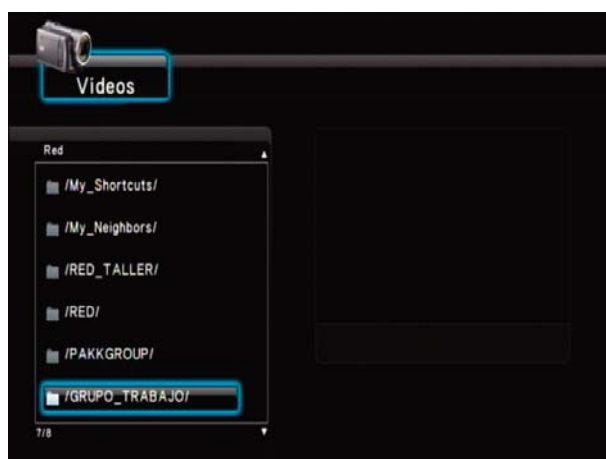 Videos
Red
/My_Shortcuts/
/My_Neighbors/
/RED_TALLER/
/RED/
/PAKKGROUP/
/GRUPO_TRABAJO/
7/8